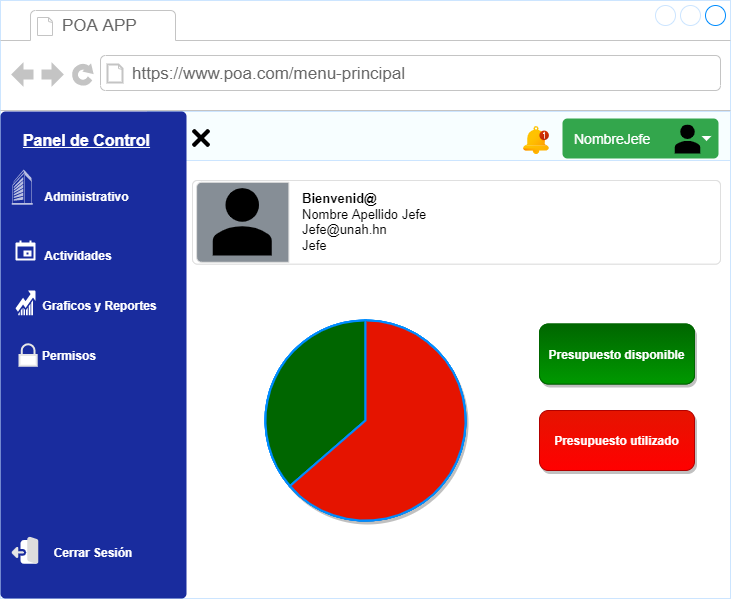 POA APP
https://www.poa.com/menu-principal
Panel de Control
Administrativo
Actividades
Graficos y Reportes
Permisos
Cerrar Sesión
1
NombreJefe
Bienvenid@
Nombre Apellido Jefe
Jefe@unah.hn
Jefe
Presupuesto disponible
Presupuesto utilizado